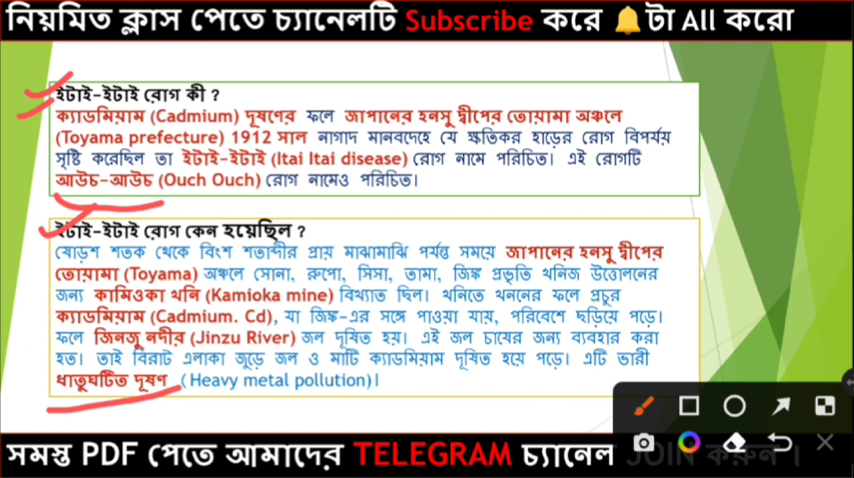 নিয়মিত ক্লাস পেতে চ্যানেলটি Subscribe করে 🔔টা All করো
ইটাই-ইটাই রোগ কী ?
ক্যাডমিয়াম (Cadmium) দূষণের ফলে জাপানের হনসু দ্বীপের তোয়ামা অঞ্চলে
(Toyama prefecture) 1912 সাল নাগাদ মানবদেহে যে ক্ষতিকর হাড়ের রোগ বিপর্যয়
সৃষ্টি করেছিল তা ইটাই-ইটাই (Itai Itai disease) রোগ নামে পরিচিত। এই রোগটি
আউচ-আউচ (Ouch Ouch) রোগ নামেও পরিচিত।
ইটাই-ইটাই রোগ কেন হয়েছিল ?
ষোড়শ শতক থেকে বিংশ শতাব্দীর প্রায় মাঝামাঝি পর্যন্ত সময়ে জাপানের হনসু দ্বীপের
তোয়ামা (Toyama) অঞ্চলে সোনা, রুপো, সিসা, তামা, জিঙ্ক প্রভৃতি খনিজ উত্তোলনের
জন্য কামিওকা খনি (Kamioka mine) বিখ্যাত ছিল। খনিতে খননের ফলে প্রচুর
ক্যাডমিয়াম (Cadmium. Cd), যা জিঙ্ক-এর সঙ্গে পাওয়া যায়, পরিবেশে ছড়িয়ে পড়ে।
ফলে জিনজু নদীর (Jinzu River) জল দূষিত হয়। এই জল চাষের জন্য ব্যবহার করা
হত। তাই বিরাট এলাকা জুড়ে জল ও মাটি ক্যাডমিয়াম দূষিত হয়ে পড়ে। এটি ভারী
ধাতুঘটিত দূষণ (Heavy metal pollution)।
সমস্ত PDF পেতে আমাদের TELEGRAM চ্যানেল JOIN করুন ।